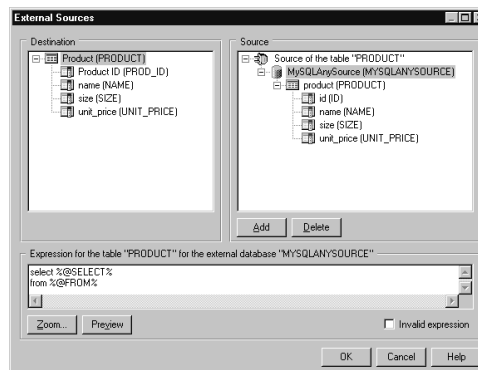 External Sources
Destination
Product (PRODUCT)
Product ID (PROD_ID)
name (NAME)
size (SIZE)
unit_price (UNIT_PRICE)
Source
Source of the table "PRODUCT"
MySQLAnySource (MYSQLANYSOURCE)
product (PRODUCT)
id (ID)
name (NAME)
size (SIZE)
unit_price (UNIT_PRICE)
Add
Delete
Expression for the table "PRODUCT" for the external database "MYSQLANYSOURCE"
select %@SELECT%
from %@FROM%
Zoom...
Preview
Invalid expression
OK
Cancel
Help